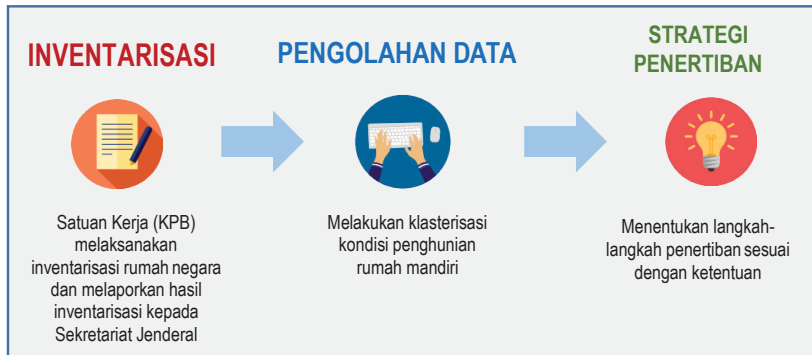 INVENTARISASI
Satuan Kerja (KPB)
melaksanakan
inventarisasi rumah negara
dan melaporkan hasil
inventarisasi kepada
Sekretariat Jenderal
PENGOLAHAN DATA
Melakukan klasterisasi
kondisi penghunian
rumah mandiri
STRATEGI
PENERTIBAN
Menentukan langkah-
langkah penertiban sesuai
dengan ketentuan